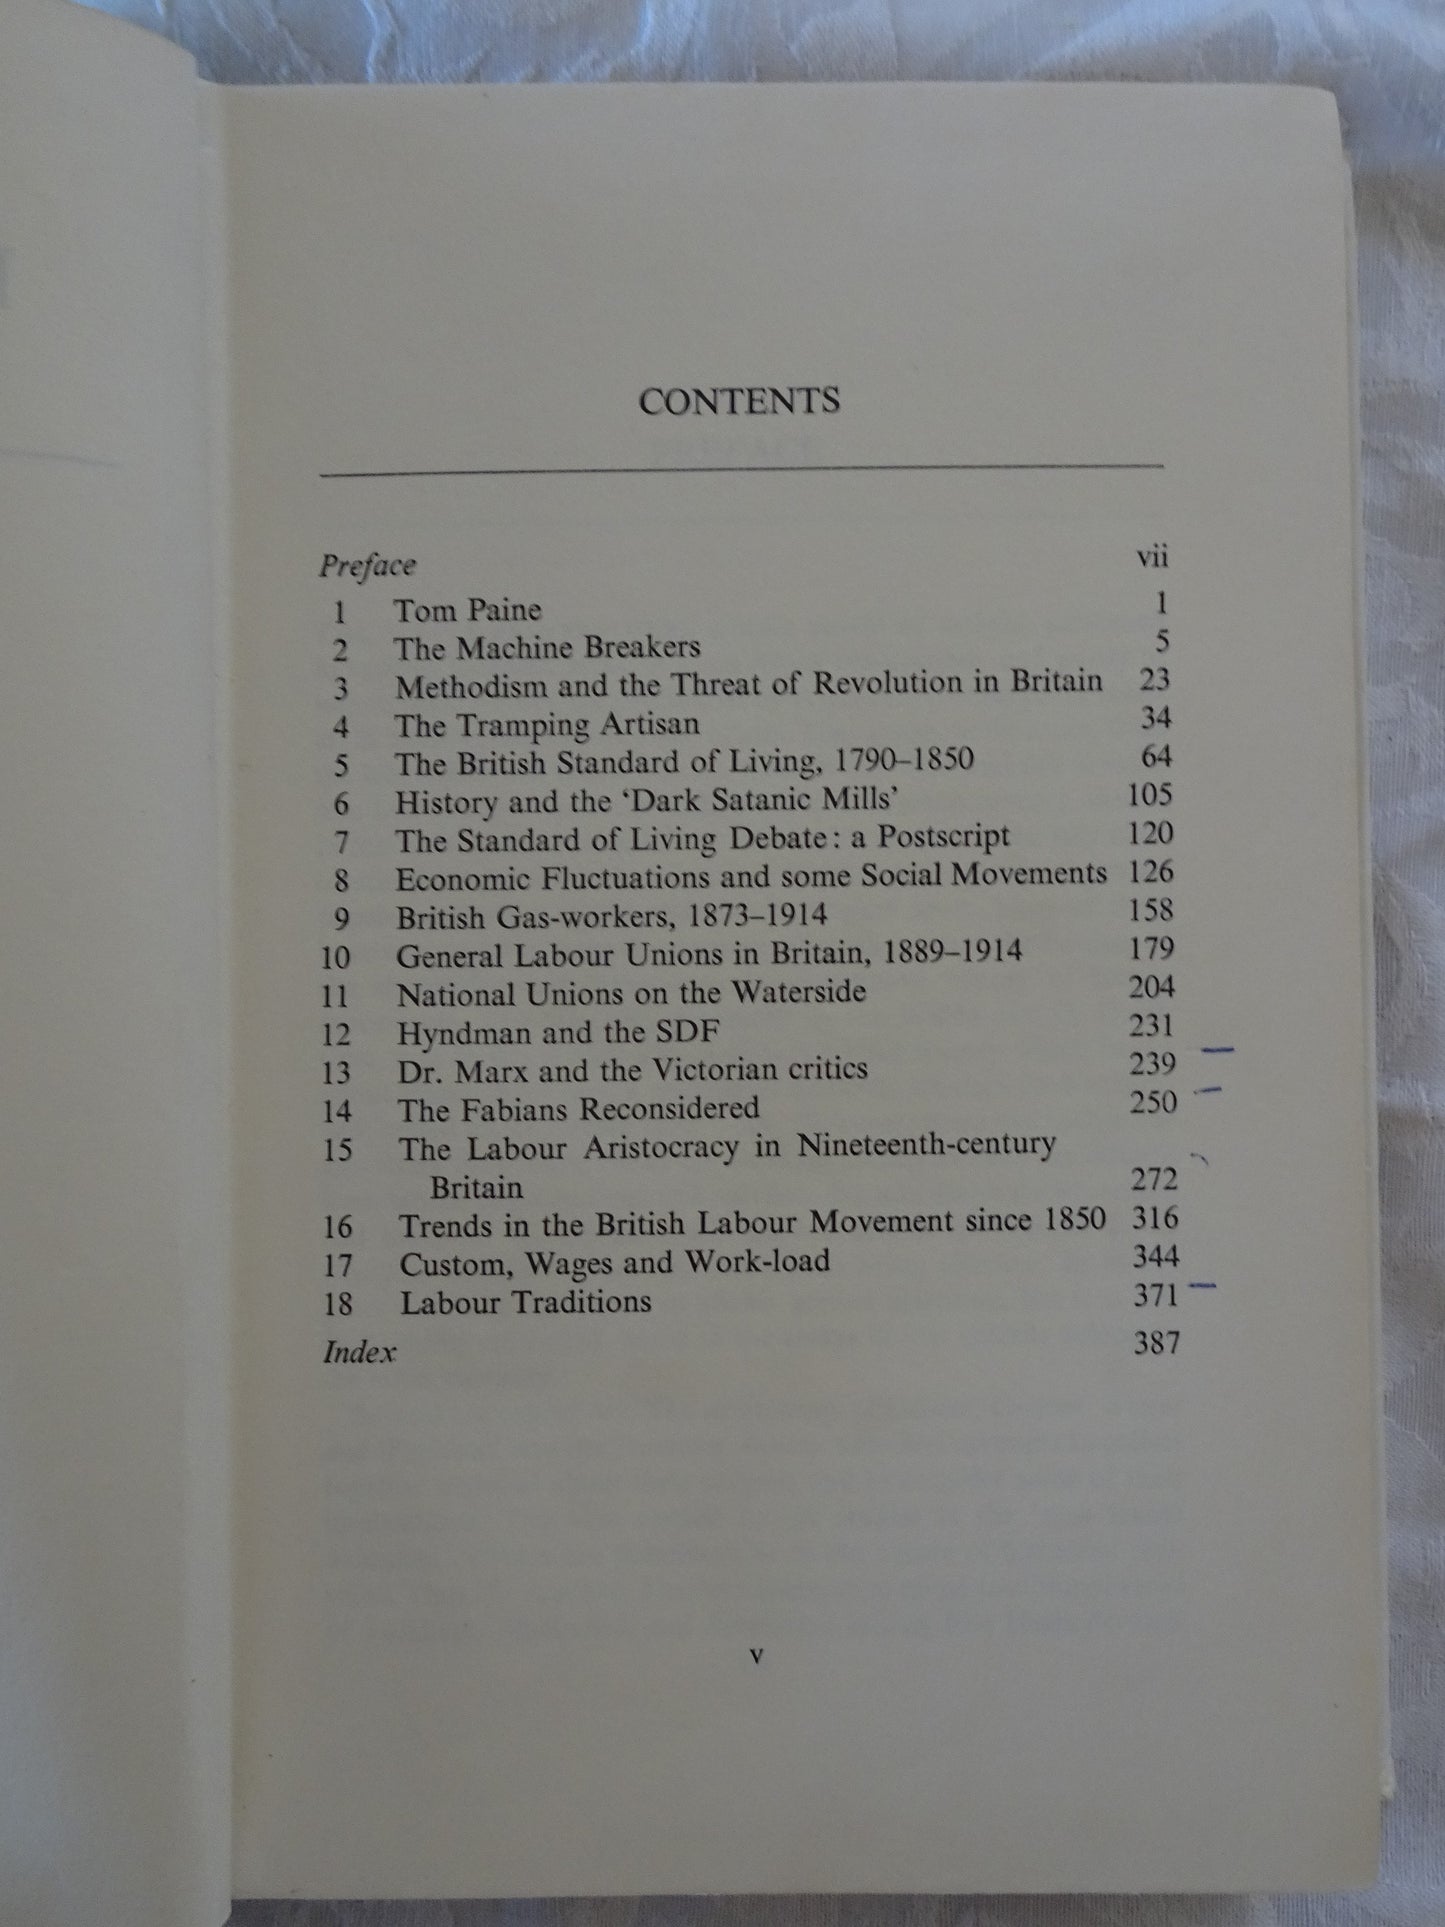 CONTENTS
Preface vii
1 Tom Paine 1
2 The Machine Breakers 5
3 Methodism and the Threat of Revolution in Britain 23
4 The Tramping Artisan 34
5 The British Standard of Living, 1790–1850 64
6 History and the ‘Dark Satanic Mills’ 105
7 The Standard of Living Debate: a Postscript 120
8 Economic Fluctuations and some Social Movements 126
9 British Gas-workers, 1873–1914 158
10 General Labour Unions in Britain, 1889–1914 179
11 National Unions on the Waterside 204
12 Hyndman and the SDF 231
13 Dr. Marx and the Victorian critics 239
14 The Fabians Reconsidered 250
15 The Labour Aristocracy in Nineteenth-century
Britain 272
16 Trends in the British Labour Movement since 1850 316
17 Custom, Wages and Work-load 344
18 Labour Traditions 371
Index 387
v